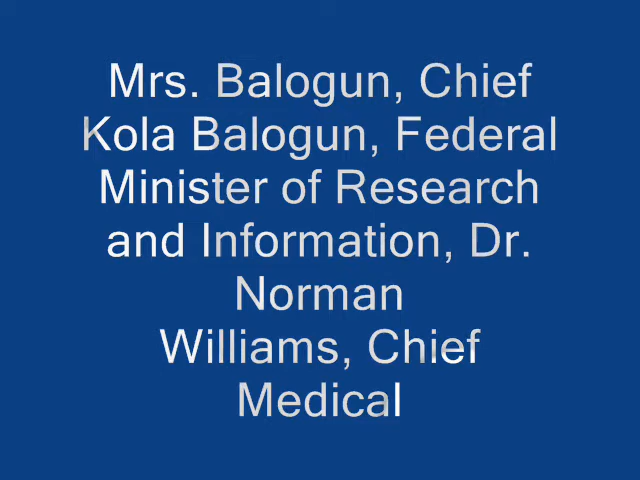 Mrs. Balogun, Chief
Kola Balogun, Federal
Minister of Research
and Information, Dr.
Norman
Williams, Chief
Medical